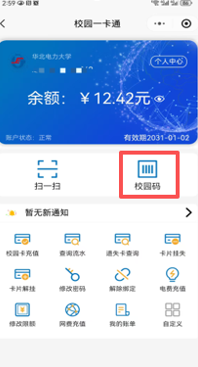 2:59
校园一卡通
华北电力大学
个人中心
余额：￥12.42元
账户状态：正常
有效期2031-01-02
扫一扫
校园码
暂无新通知
校园卡充值 查询流水 遗失卡查询 卡片挂失
卡片解挂 修改密码 解除绑定 电费充值
修改限额 网费充值 我的账单 自定义